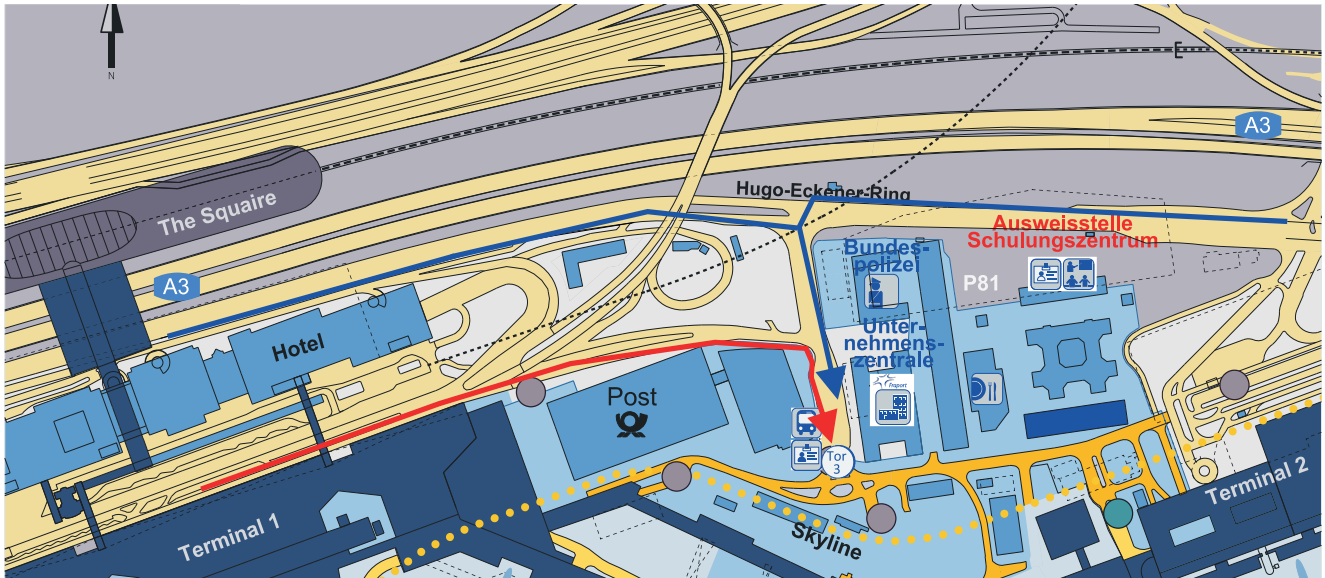 N
A3
The Squaire
Hugo-Eckener-Ring
Ausweisstelle
Schulungszentrum
Bundes-
polizei
P81
A3
Unter-
nehmens-
zentrale
Hotel
Fraport
Post
Tor
3
Terminal 2
Terminal 1
Skyline